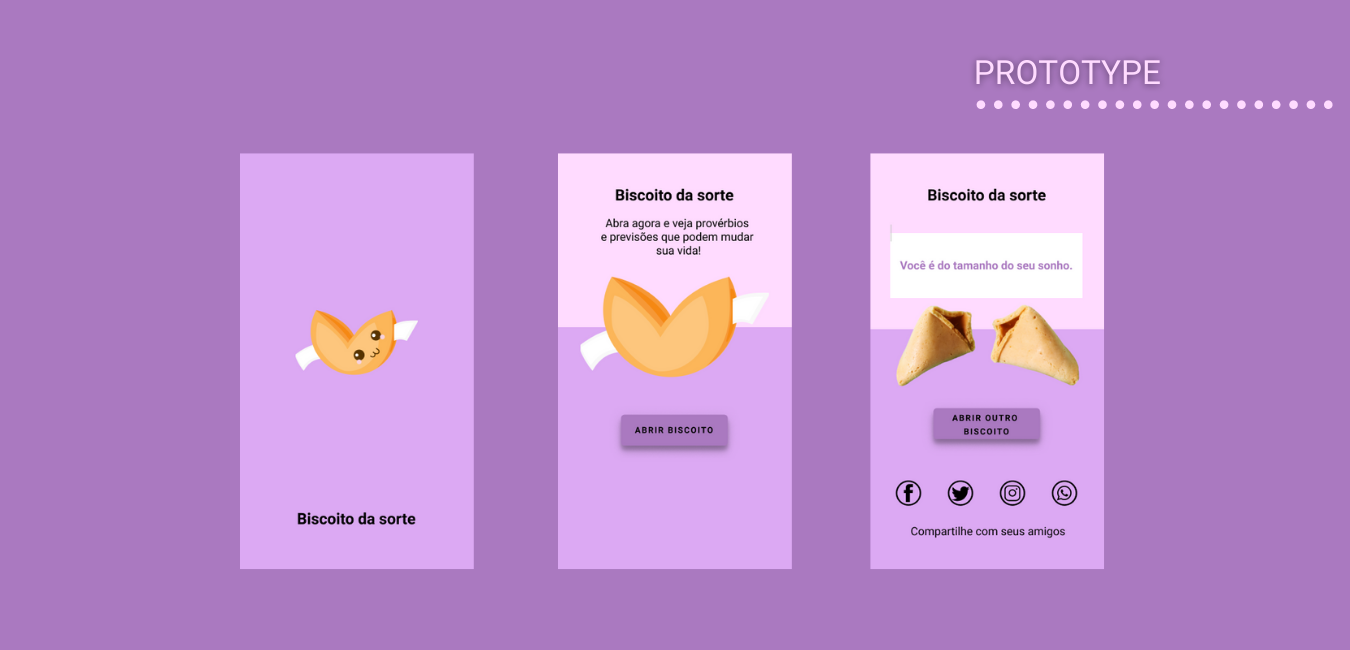 PROTOTYPE
Biscoito da sorte
Biscoito da sorte
Abra agora e veja provérbios
e previsões que podem mudar
sua vida!
ABRIR BISCOITO
Biscoito da sorte
Você é do tamanho do seu sonho.
ABRIR OUTRO
BISCOITO
Compartilhe com seus amigos